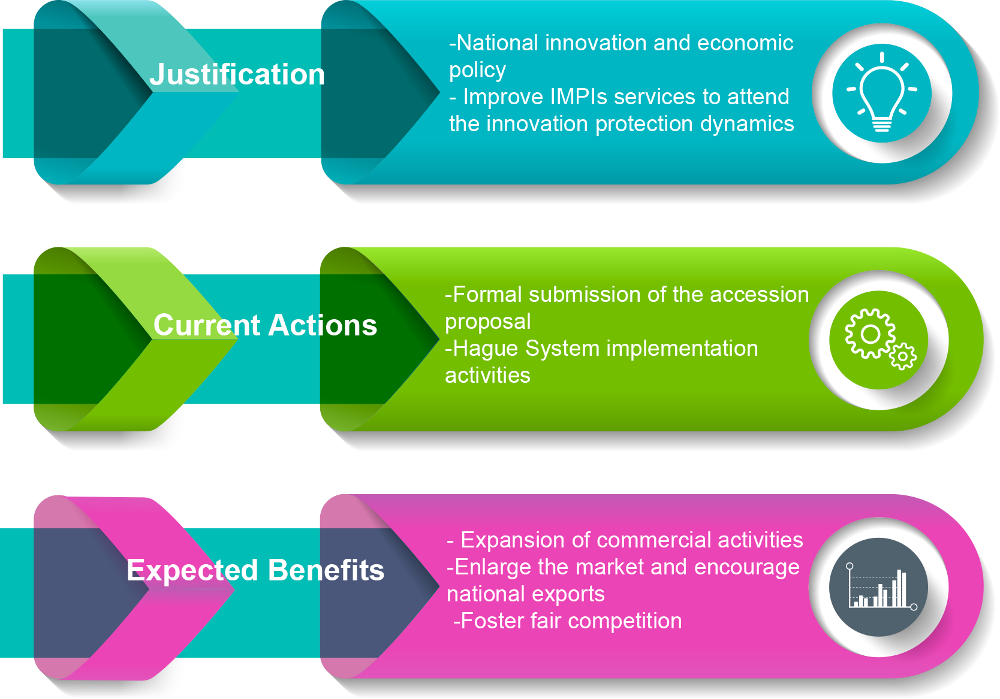 Justification
-National innovation and economic
policy
- Improve IMPIs services to attend
the innovation protection dynamics
Current Actions
-Formal submission of the accession
proposal
-Hague System implementation
activities
Expected Benefits
- Expansion of commercial activities
-Enlarge the market and encourage
national exports
-Foster fair competition